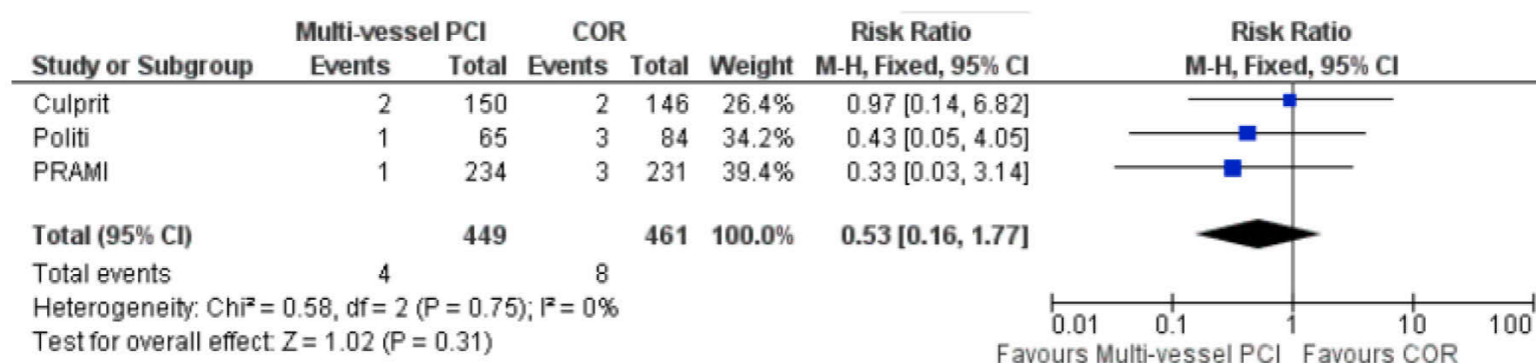 Multi-vessel PCI COR Risk Ratio Risk Ratio
Study or Subgroup Events Total Events Total Weight M-H, Fixed, 95% CI M-H, Fixed, 95% CI
Culprit 2 150 2 146 26.4% 0.97 [0.14, 6.82]
Politi 1 65 3 84 34.2% 0.43 [0.05, 4.05]
PRAMI 1 234 3 231 39.4% 0.33 [0.03, 3.14]
Total (95% CI) 449 461 100.0% 0.53 [0.16, 1.77]
Total events 4 8
Heterogeneity: Chi² = 0.58, df = 2 (P = 0.75); I² = 0%
Test for overall effect: Z = 1.02 (P = 0.31)
0.01 0.1 1 10 100
Favours Multi-vessel PCI Favours COR